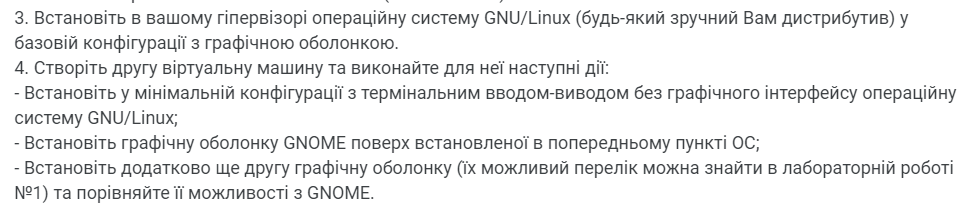 3. Встановіть в вашому гіпервізорі операційну систему GNU/Linux (будь-який зручний Вам дистрибутив) у
базовій конфігурації з графічною оболонкою.
4. Створіть другу віртуальну машину та виконайте для неї наступні дії:
- Встановіть у мінімальній конфігурації з термінальним вводом-виводом без графічного інтерфейсу операційну
систему GNU/Linux;
- Встановіть графічну оболонку GNOME поверх встановленої в попередньому пункті ОС;
- Встановіть додатково ще другу графічну оболонку (їх можливий перелік можна знайти в лабораторній роботі
№1) та порівняйте її можливості з GNOME.